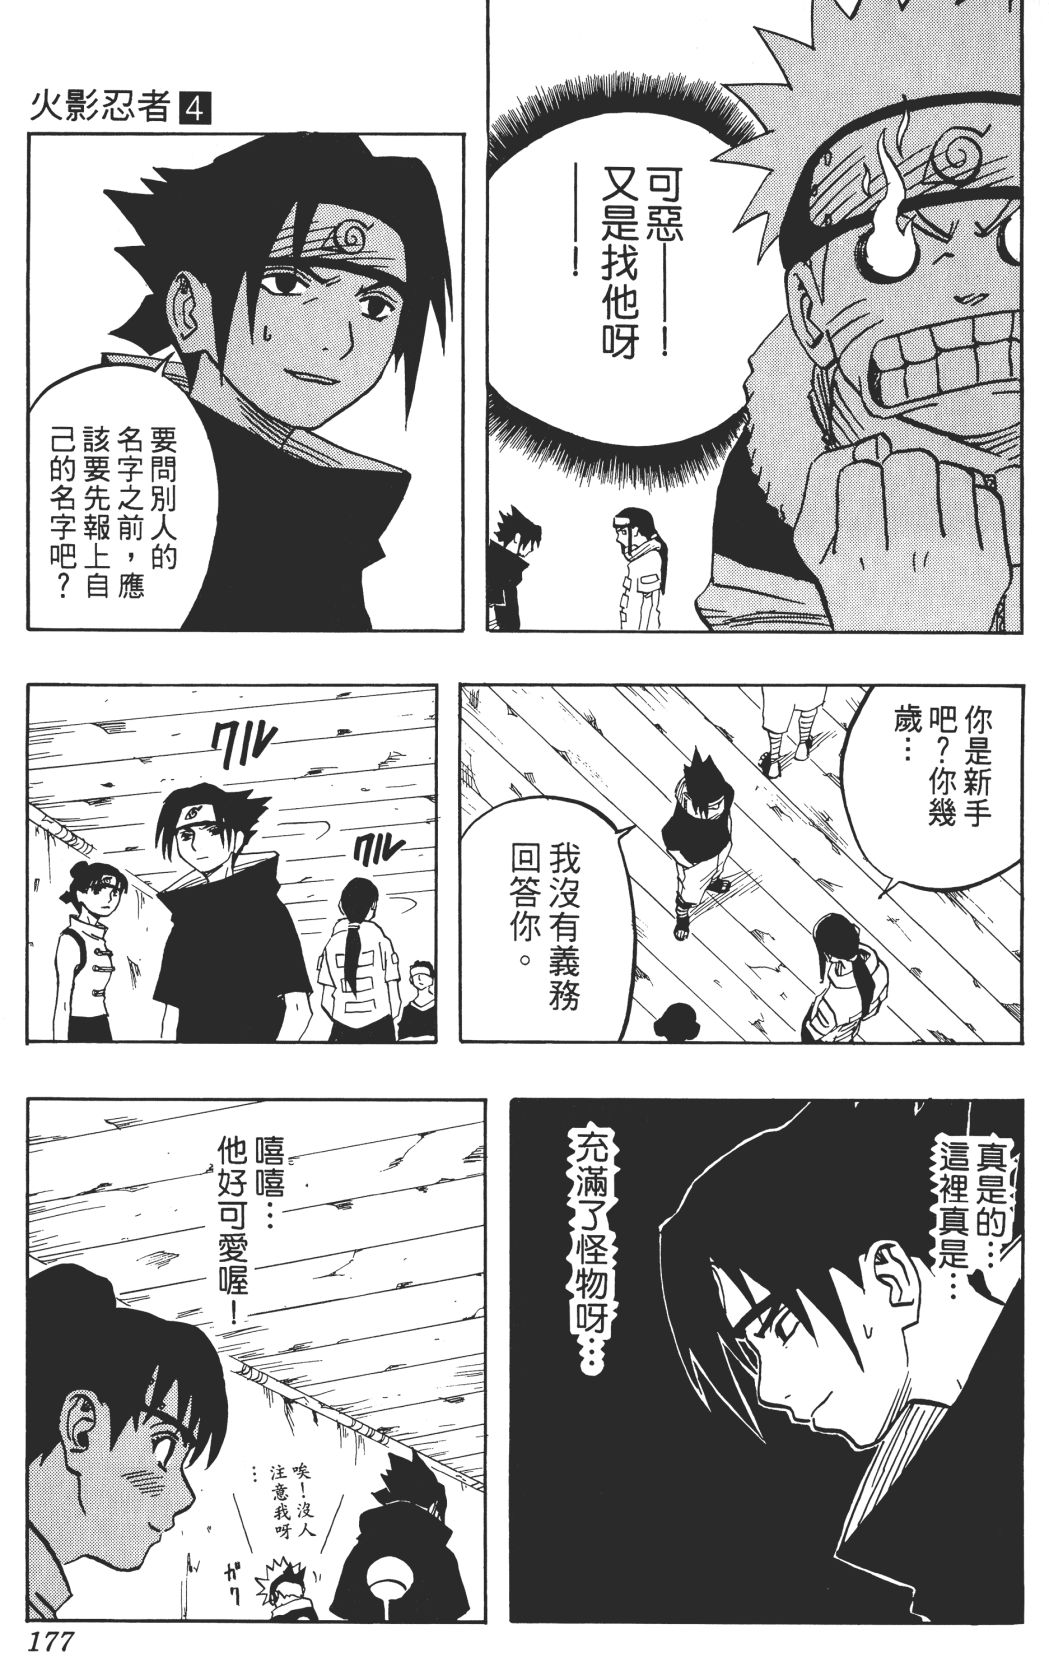 火影忍者4
可惡——！
又是找他呀
——！
要問別人的
名字之前，應
該要先報上自
己的名字吧？
你是新手
吧？你幾
歲…
我沒有義務
回答你。
クルル
クルル
真是的…
這裡真是…
充滿了怪物呀…
嘻嘻…
他好可愛喔！
唉！沒人
注意我呀
…
ガク
177